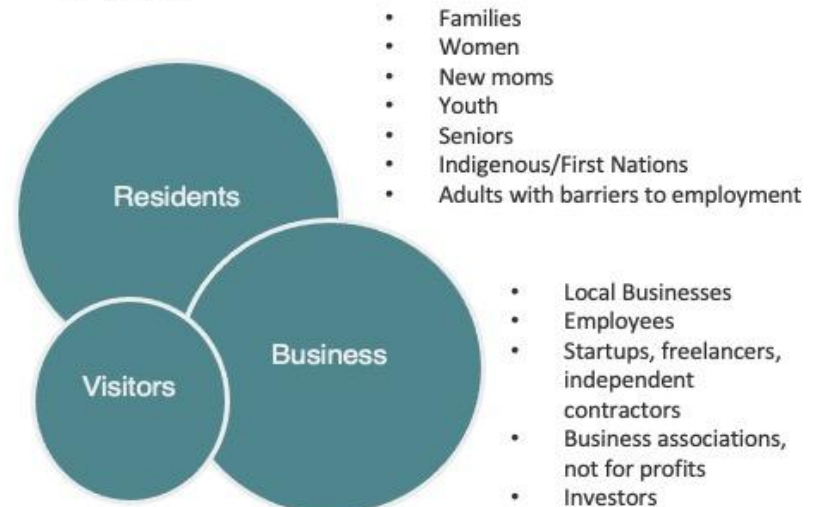 • Families
• Women
• New moms
• Youth
• Seniors
• Indigenous/First Nations
• Adults with barriers to employment
Residents
• Local Businesses
• Employees
• Startups, freelancers,
independent
contractors
• Business associations,
not for profits
• Investors
Business
Visitors